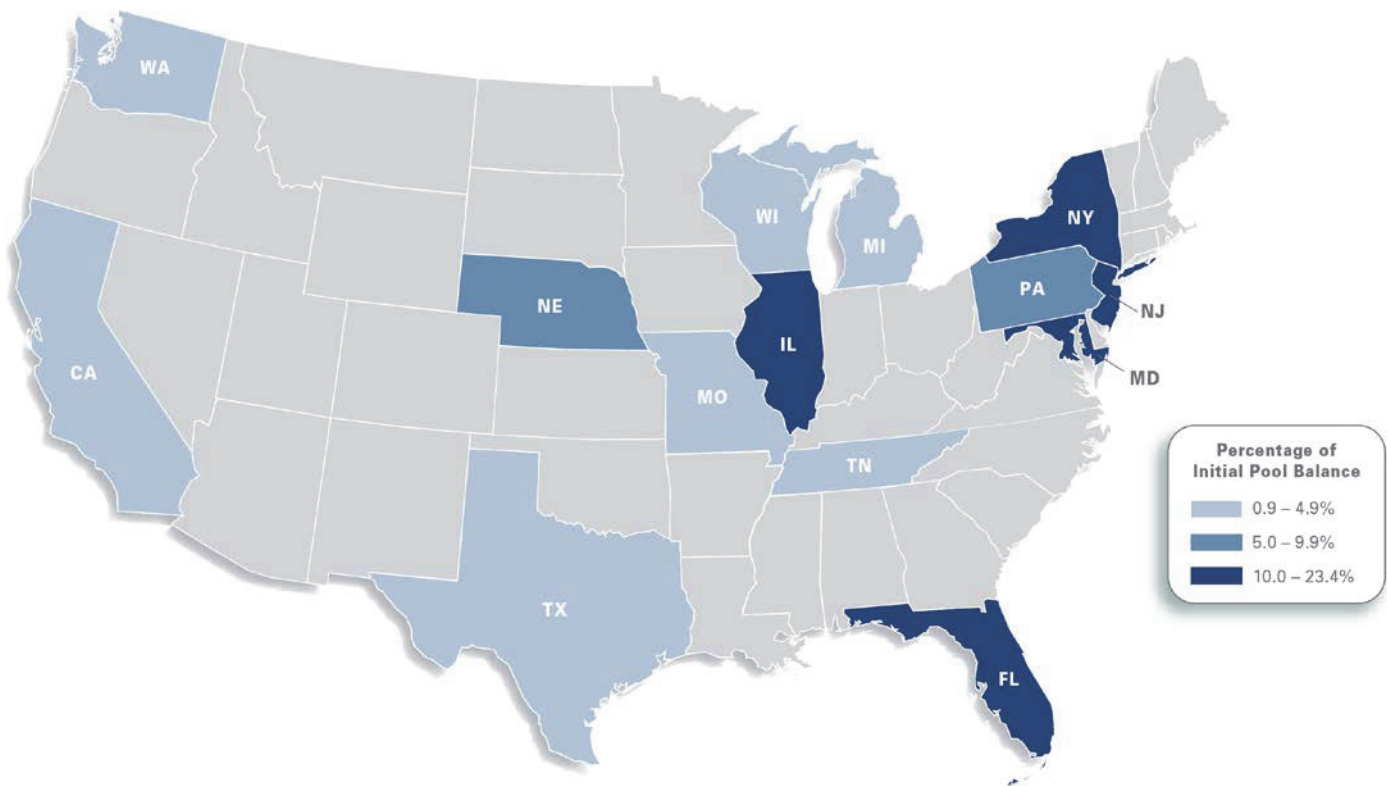 WA
WI
NY
MI
PA
NE
NJ
IL
CA
MD
MO
TN
TX
FL
Percentage of
Initial Pool Balance
0.9 – 4.9%
5.0 – 9.9%
10.0 – 23.4%